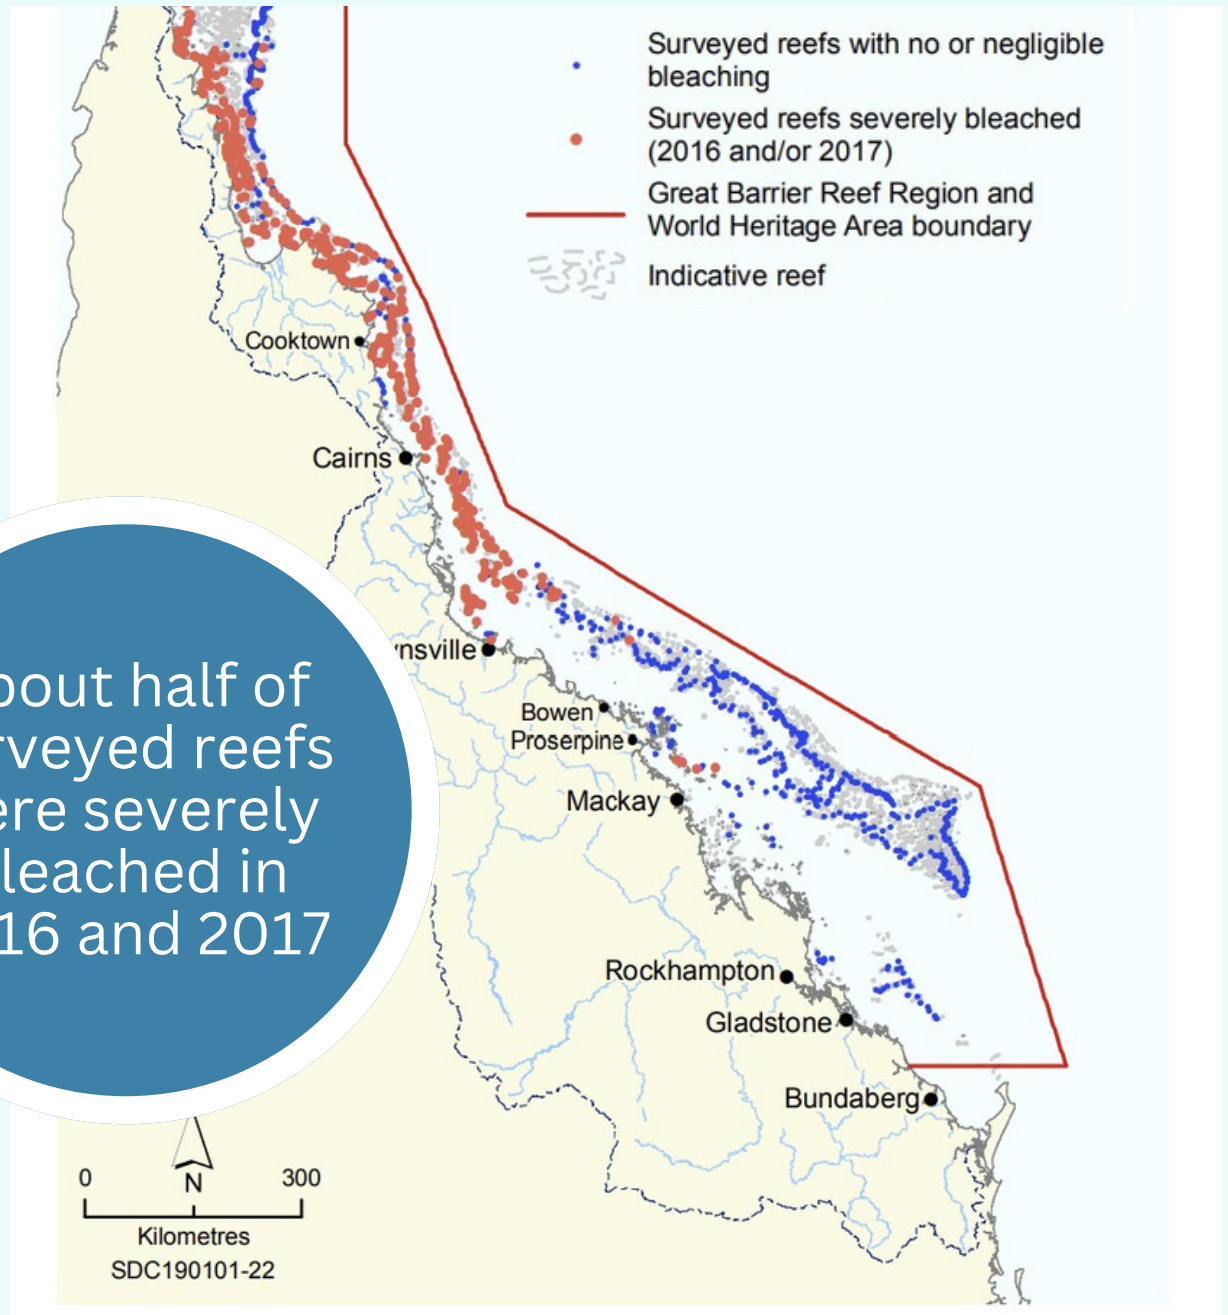 Surveyed reefs with no or negligible
bleaching
Surveyed reefs severely bleached
(2016 and/or 2017)
Great Barrier Reef Region and
World Heritage Area boundary
Indicative reef
Cooktown
Cairns
wnsville
Bowen
Proserpine
Mackay
Rockhampton
Gladstone
Bundaberg
bout half of
rveyed reefs
ere severely
leached in
16 and 2017
N
0 300
Kilometres
SDC190101-22